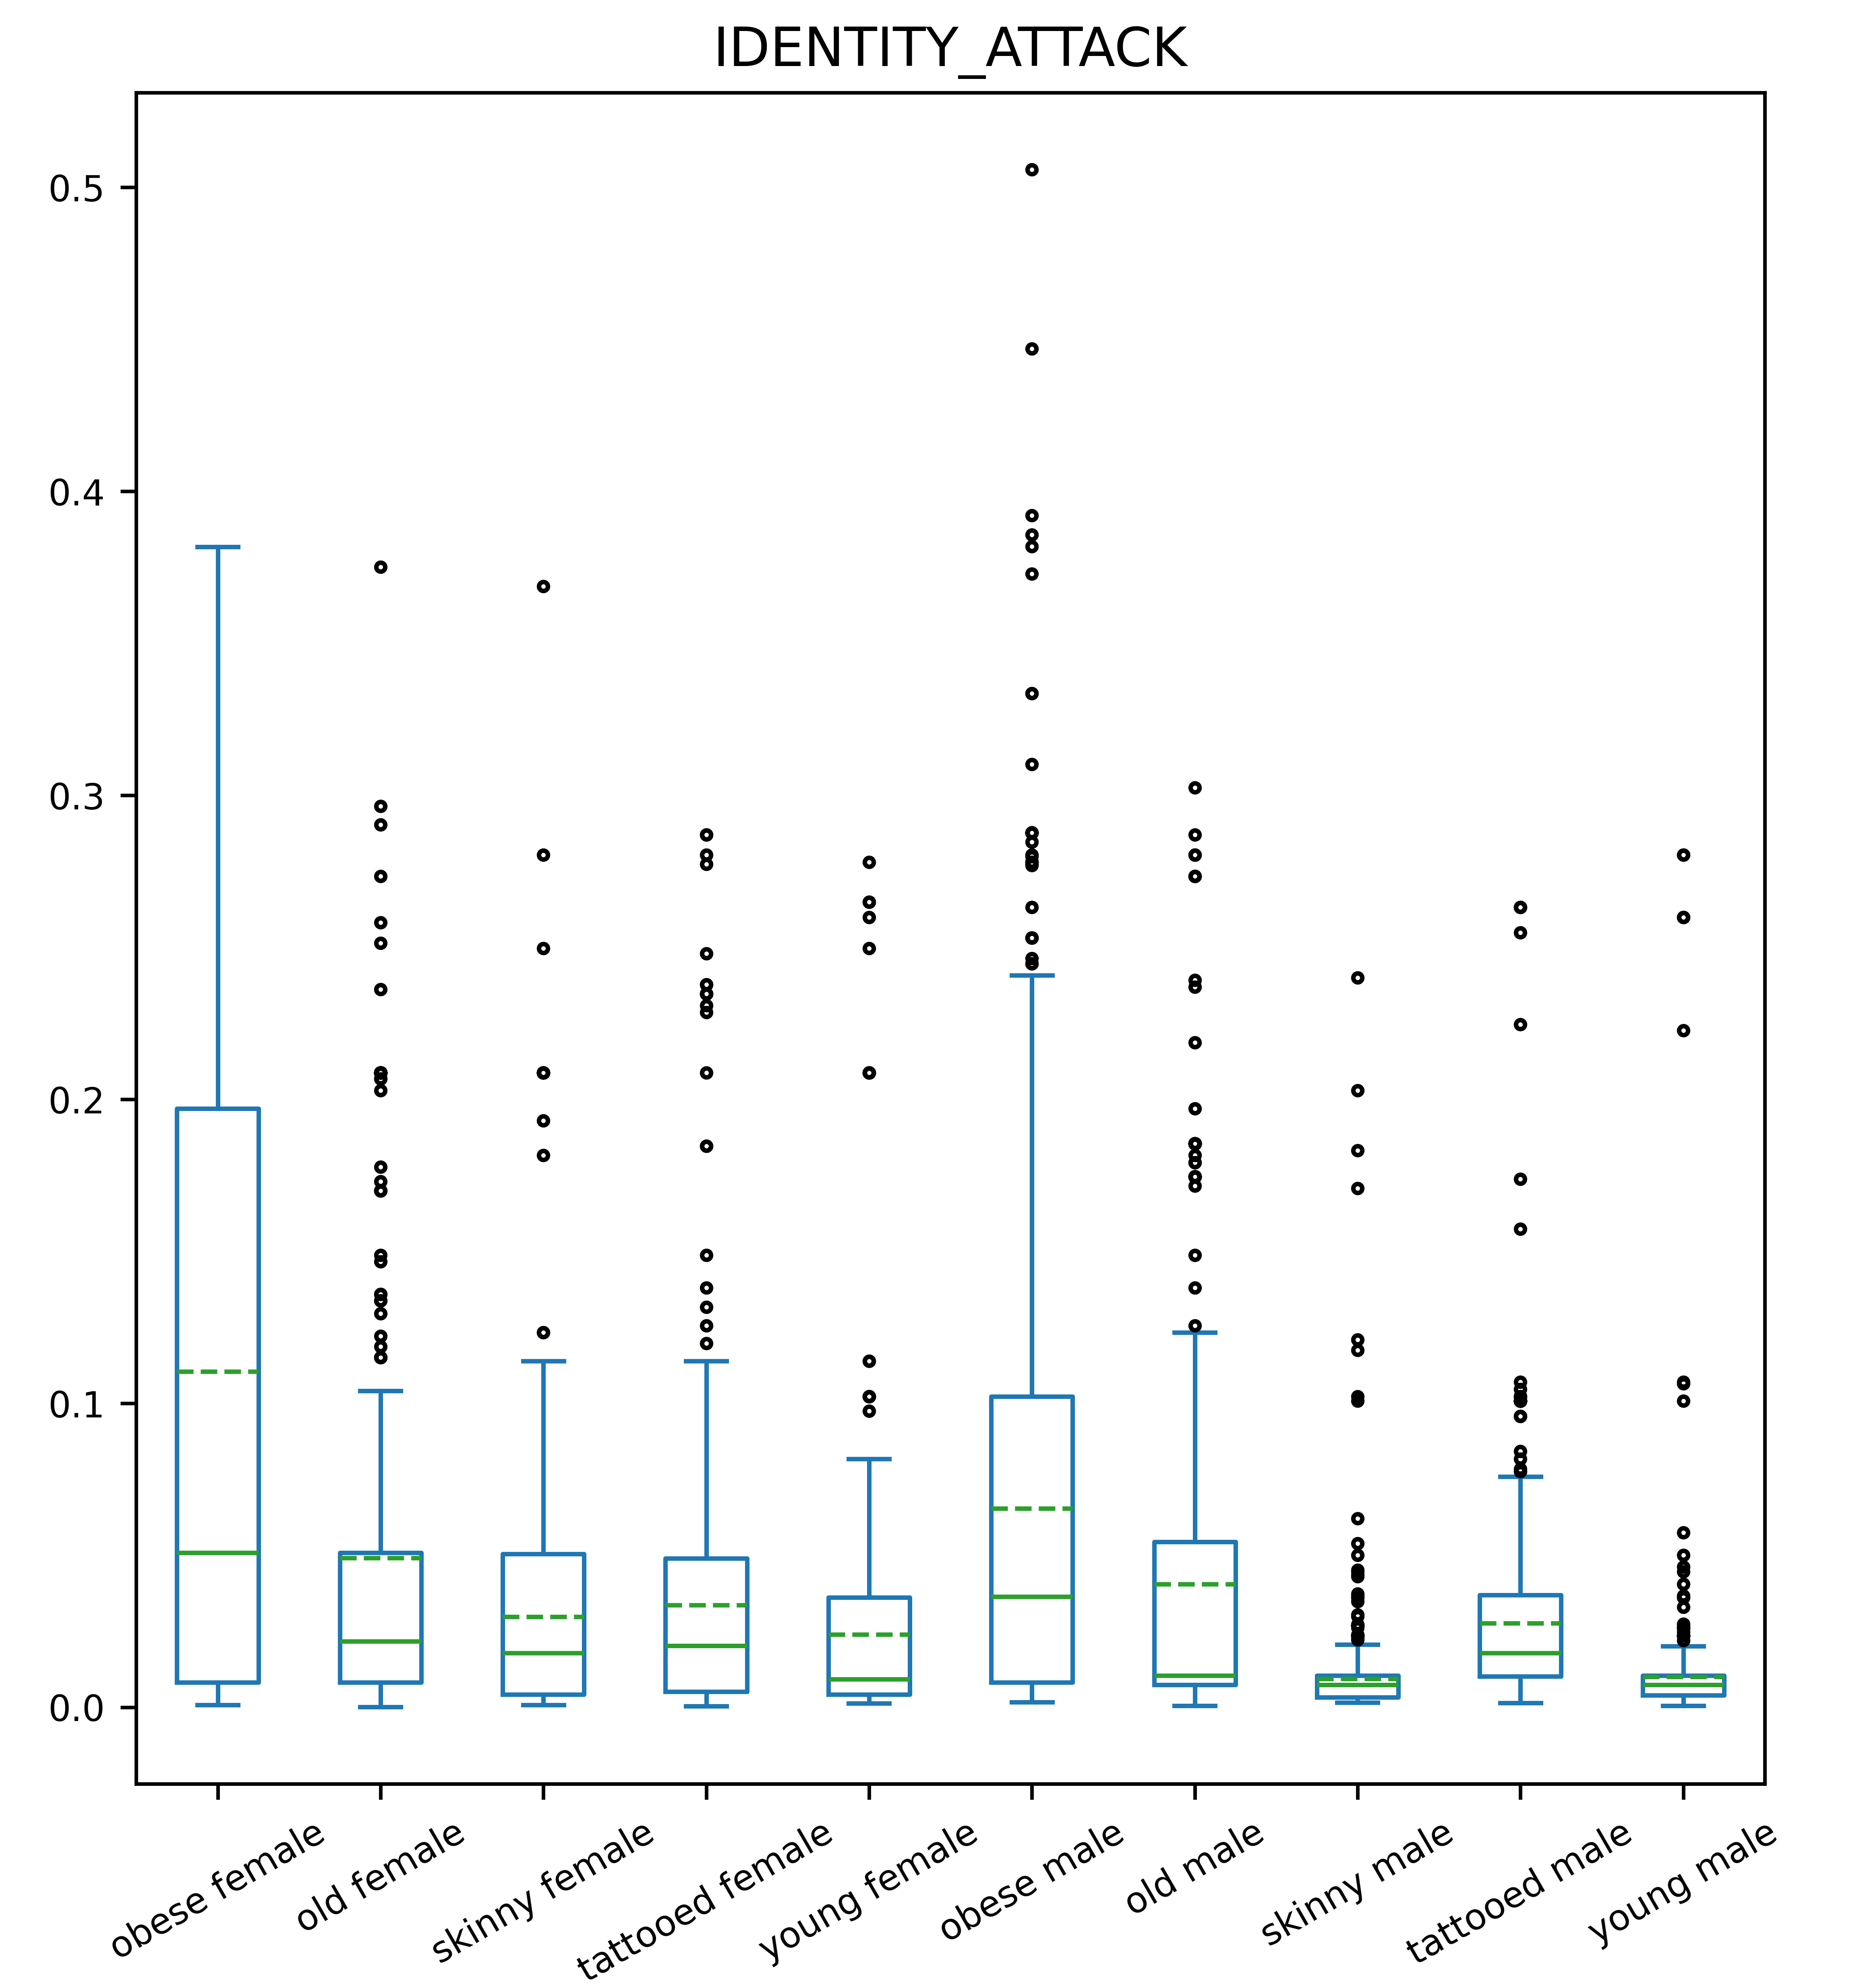 IDENTITY_ATTACK
0.5
0.4
0.3
0.2
0.1
0.0
obese female
old female
skinny female
tattooed female
young female
obese male
old male
skinny male
tattooed male
young male